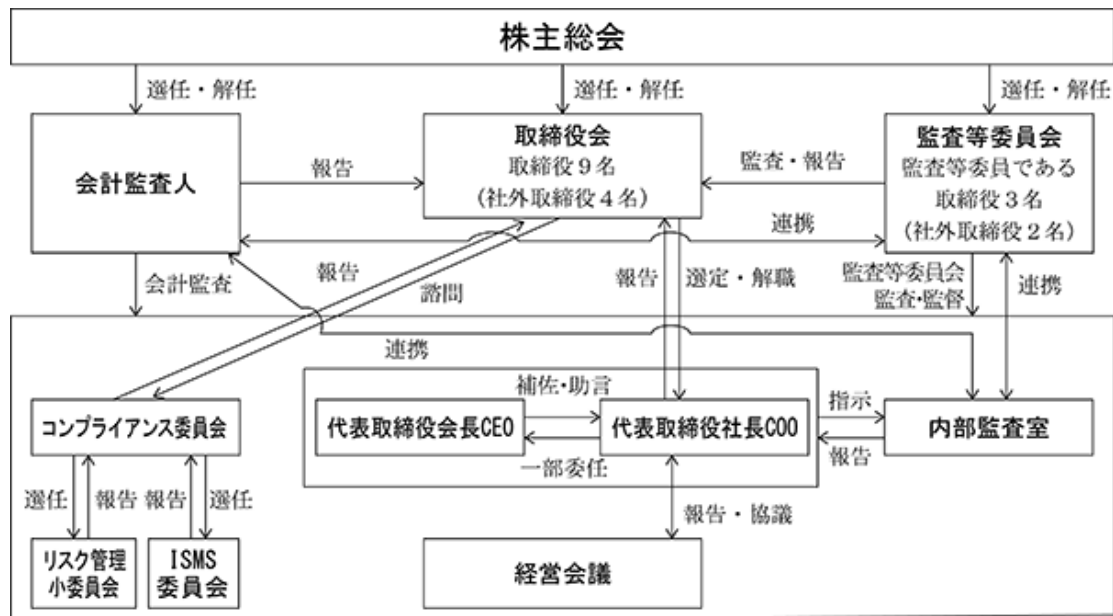 株主総会
選任・解任
選任・解任
選任・解任
会計監査人
報告
取締役会
取締役９名
(社外取締役４名)
監査・報告
監査等委員会
監査等委員である
取締役３名
(社外取締役２名)
連携
会計監査
報告
諮問
報告
選定・解職
監査等委員会
監査・監督
連携
連携
コンプライアンス委員会
補佐・助言
代表取締役会長CEO
代表取締役社長COO
一部委任
指示
報告
内部監査室
選任
報告
報告
選任
報告・協議
リスク管理
小委員会
ISMS
委員会
経営会議